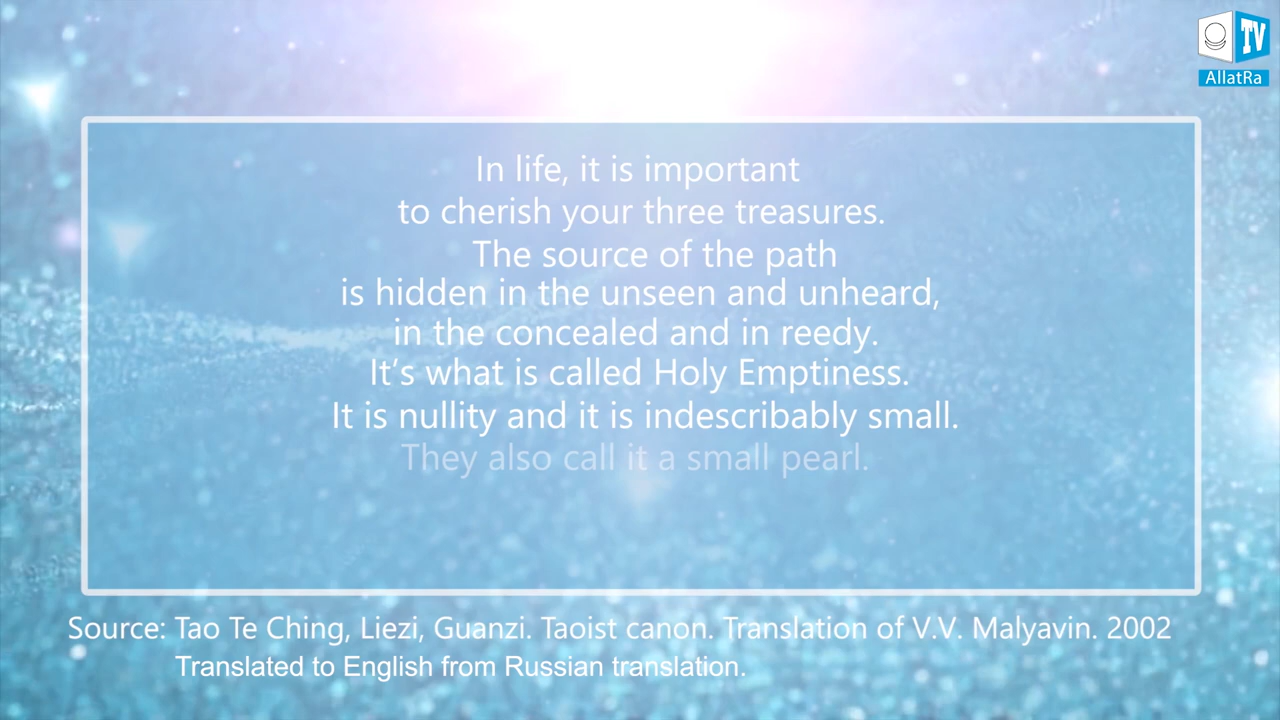 TV
AllatRa
In life, it is important
to cherish your three treasures.
The source of the path
is hidden in the unseen and unheard,
in the concealed and in reedy.
It's what is called Holy Emptiness.
It is nullity and it is indescribably small.
They also call it a small pearl.
Source: Tao Te Ching, Liezi, Guanzi. Taoist canon. Translation of V.V. Malyavin. 2002
Translated to English from Russian translation.